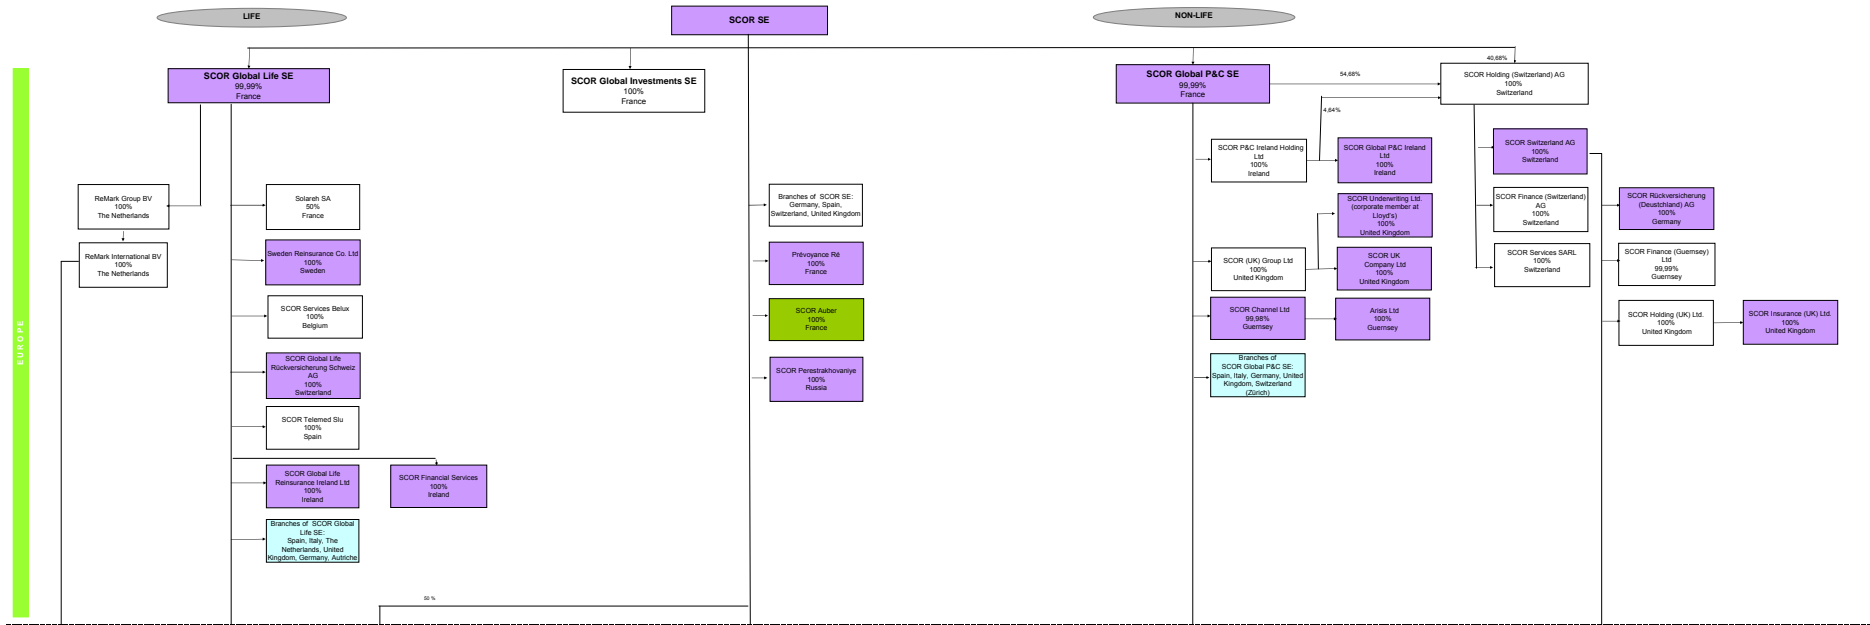 LIFE
SCOR SE
NON-LIFE
EUROPE
SCOR Global Life SE
99,99%
France
SCOR Global Investments SE
100%
France
SCOR Global P&C SE
99,99%
France
54,68%
40,68%
4,64%
SCOR Holding (Switzerland) AG
100%
Switzerland
ReMark Group BV
100%
The Netherlands
ReMark International BV
100%
The Netherlands
Solareh SA
50%
France
Sweden Reinsurance Co. Ltd
100%
Sweden
SCOR Services Belux
100%
Belgium
SCOR Global Life
Rückversicherung Schweiz
AG
100%
Switzerland
SCOR Telemed Slu
100%
Spain
SCOR Global Life
Reinsurance Ireland Ltd
100%
Ireland
SCOR Financial Services
100%
Ireland
Branches of SCOR Global
Life SE:
Spain, Italy, The
Netherlands, United
Kingdom, Germany, Autriche
50 %
Branches of SCOR SE:
Germany, Spain,
Switzerland, United Kingdom
Prévoyance Ré
100%
France
SCOR Auber
100%
France
SCOR Perestrakhovaniye
100%
Russia
SCOR P&C Ireland Holding
Ltd
100%
Ireland
SCOR Global P&C Ireland
Ltd
100%
Ireland
SCOR Underwriting Ltd.
(corporate member at
Lloyd's)
100%
United Kingdom
SCOR (UK) Group Ltd
100%
United Kingdom
SCOR UK
Company Ltd
100%
United Kingdom
SCOR Channel Ltd
99,98%
Guernsey
Arisis Ltd
100%
Guernsey
Branches of
SCOR Global P&C SE:
Spain, Italy, Germany, United
Kingdom, Switzerland
(Zürich)
SCOR Switzerland AG
100%
Switzerland
SCOR Finance (Switzerland)
AG
100%
Switzerland
SCOR Services SARL
100%
Switzerland
SCOR Rückversicherung
(Deustchland) AG
100%
Germany
SCOR Finance (Guernsey)
Ltd
99,99%
Guernsey
SCOR Holding (UK) Ltd.
100%
United Kingdom
SCOR Insurance (UK) Ltd.
100%
United Kingdom